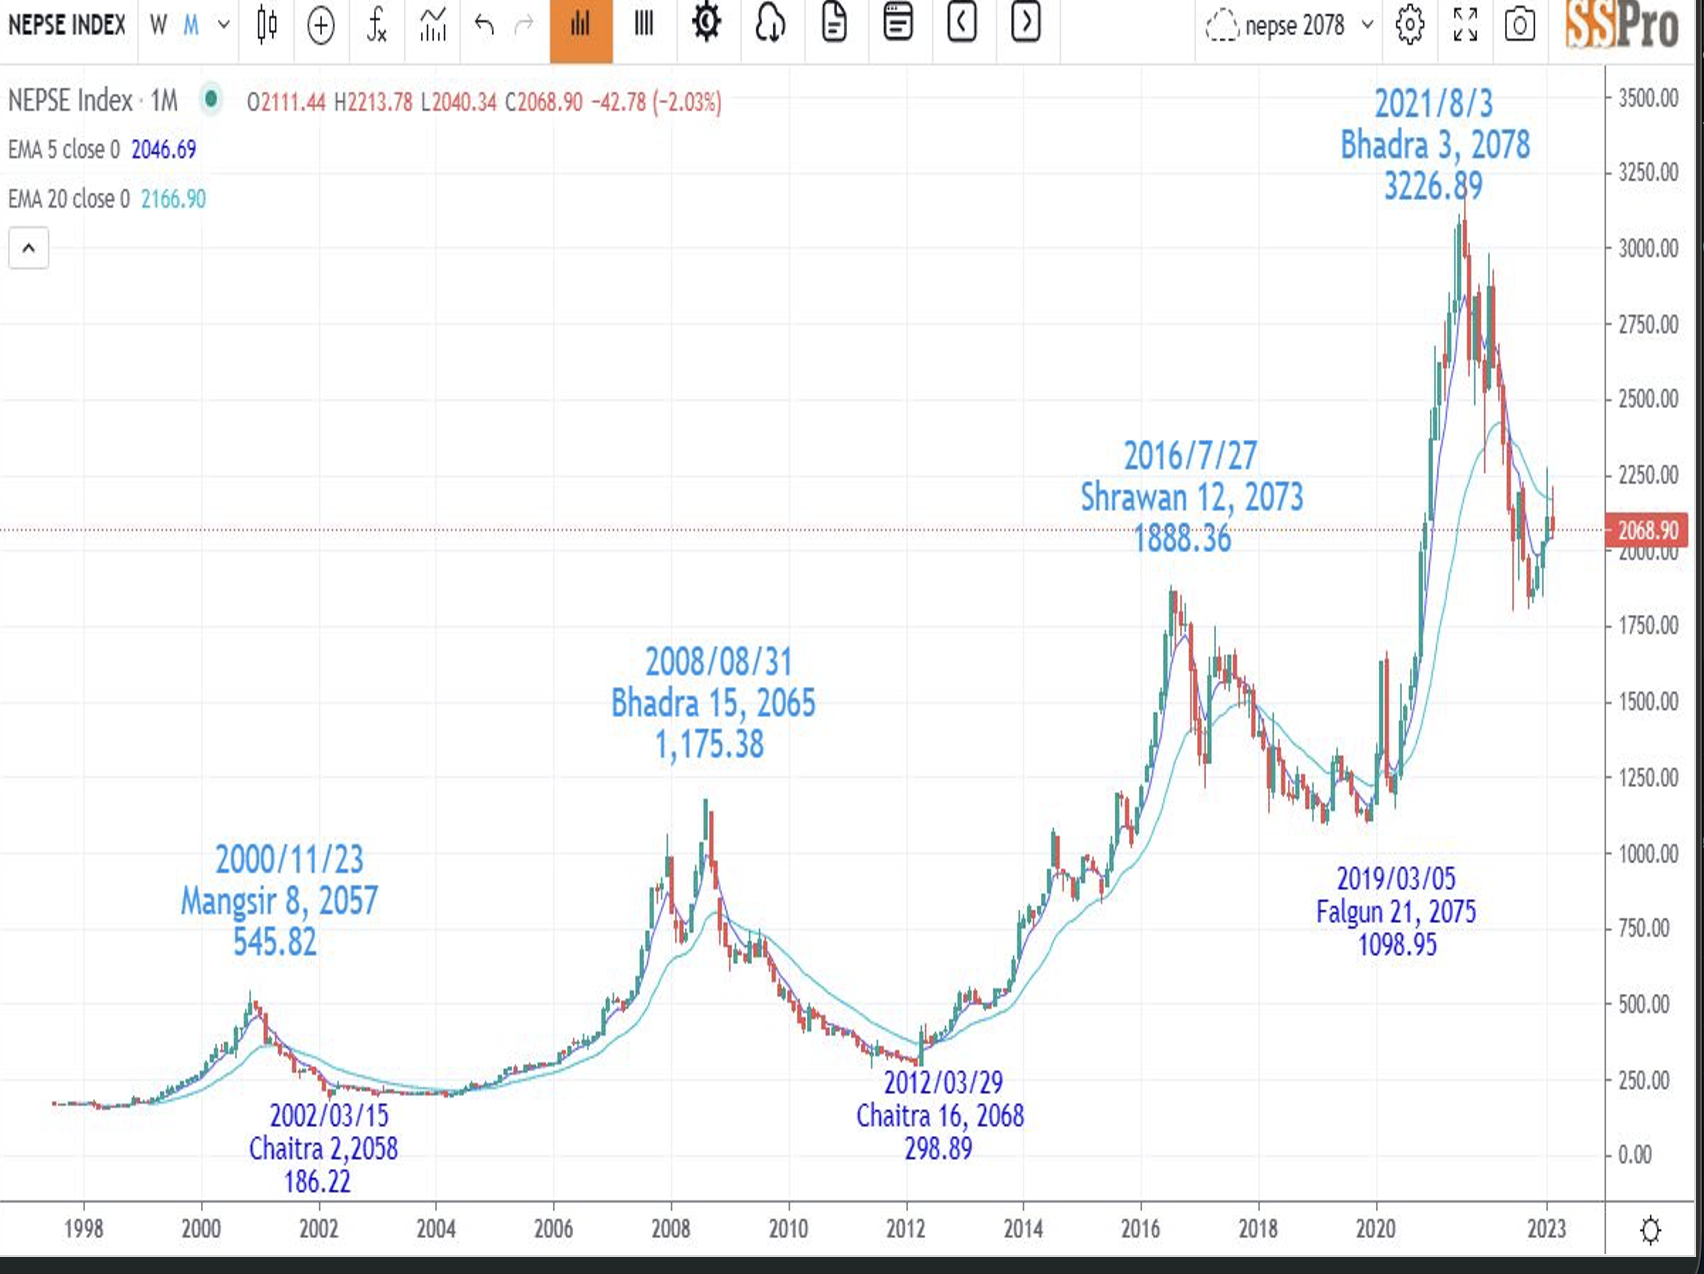 NEPSE INDEX W M nepse 2078 SSPro
NEPSE Index · 1M O2111.44 H2213.78 L2040.34 C2068.90 −42.78 (−2.03%)
EMA 5 close 0 2046.69
EMA 20 close 0 2166.90
2021/8/3
Bhadra 3, 2078
3226.89
2016/7/27
Shrawan 12, 2073
1888.36
2008/08/31
Bhadra 15, 2065
1,175.38
2000/11/23
Mangsir 8, 2057
545.82
2019/03/05
Falgun 21, 2075
1098.95
2012/03/29
Chaitra 16, 2068
298.89
2002/03/15
Chaitra 2,2058
186.22
3500.00
3250.00
3000.00
2750.00
2500.00
2250.00
2068.90
2000.00
1750.00
1500.00
1250.00
1000.00
750.00
500.00
250.00
0.00
1998 2000 2002 2004 2006 2008 2010 2012 2014 2016 2018 2020 2023